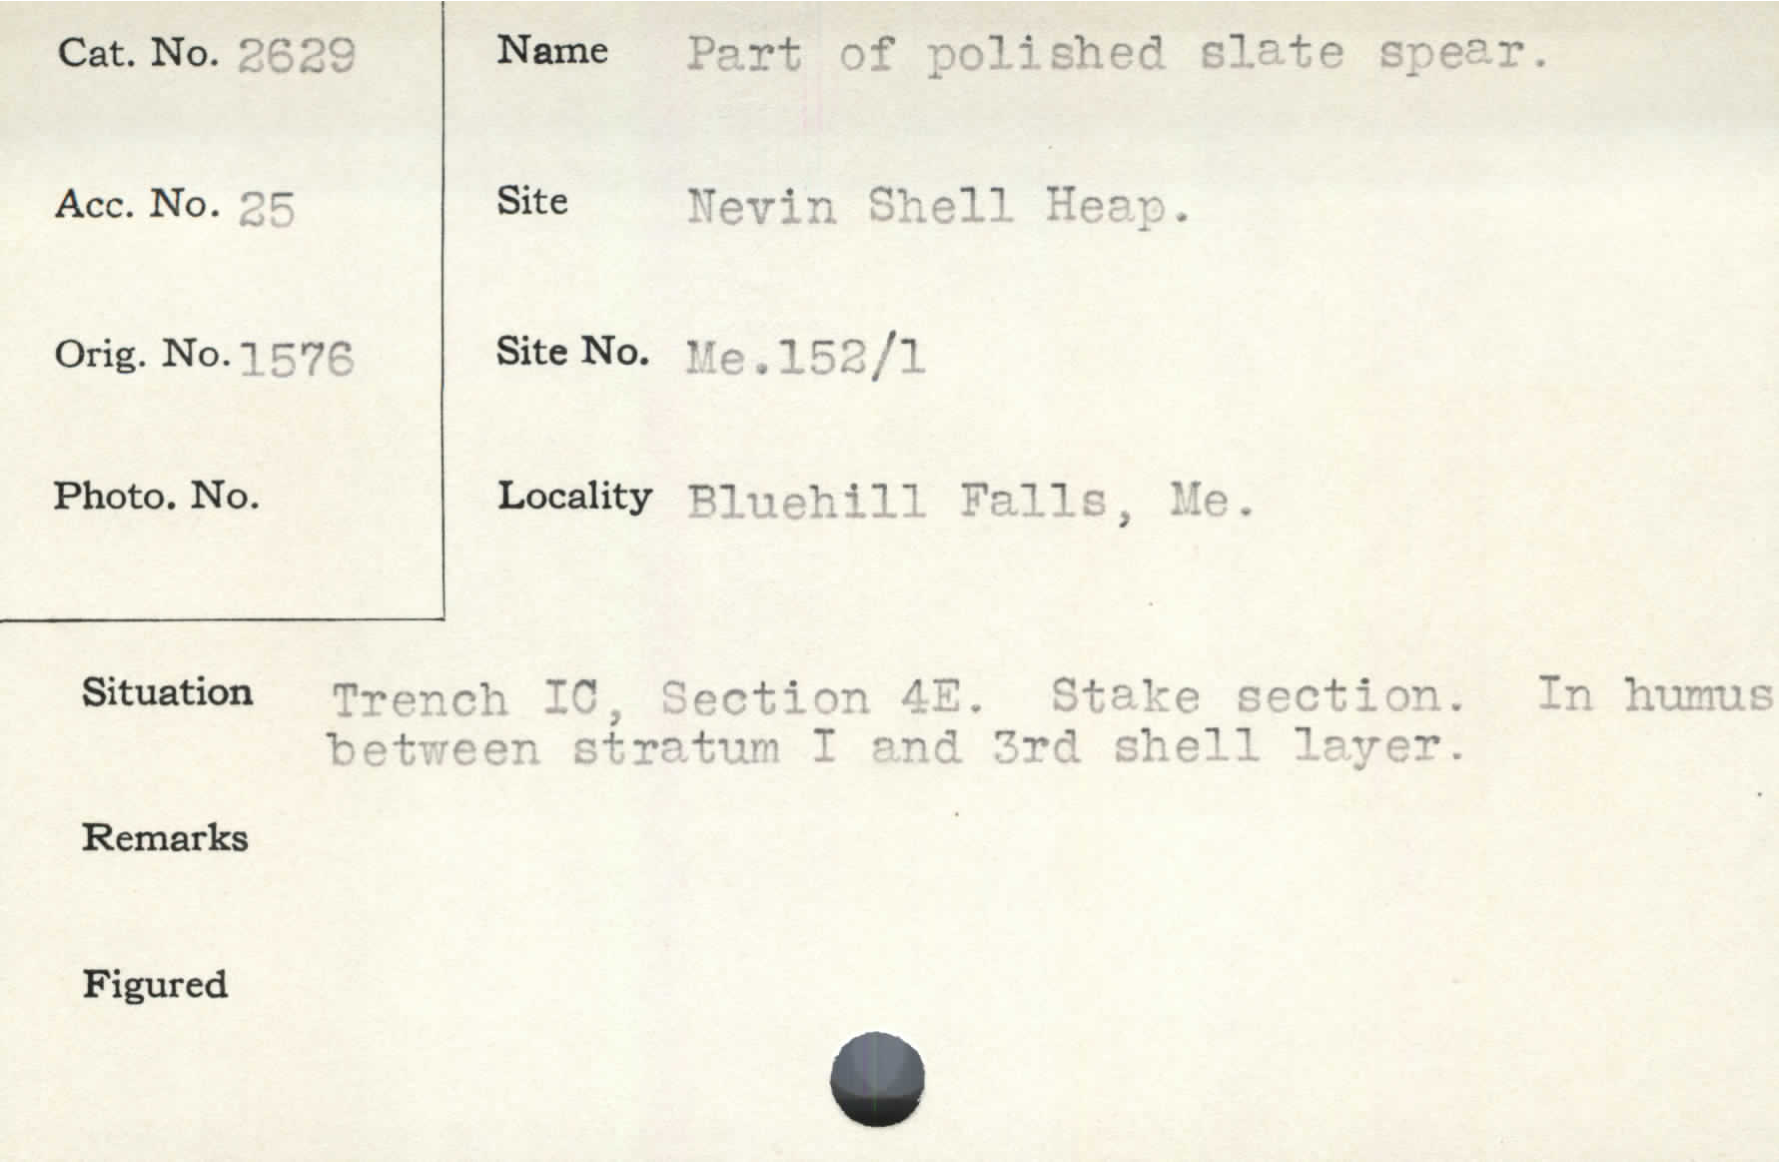 Cat. No. 2629
Name Part of polished slate spear.
Acc. No. 25
Site Nevin Shell Heap.
Orig. No. 1576
Site No. Me.152/1
Photo. No.
Locality Bluehill Falls, Me.
Situation Trench IC, Section 4E. Stake section. In humus
between stratum I and 3rd shell layer.
Remarks
Figured